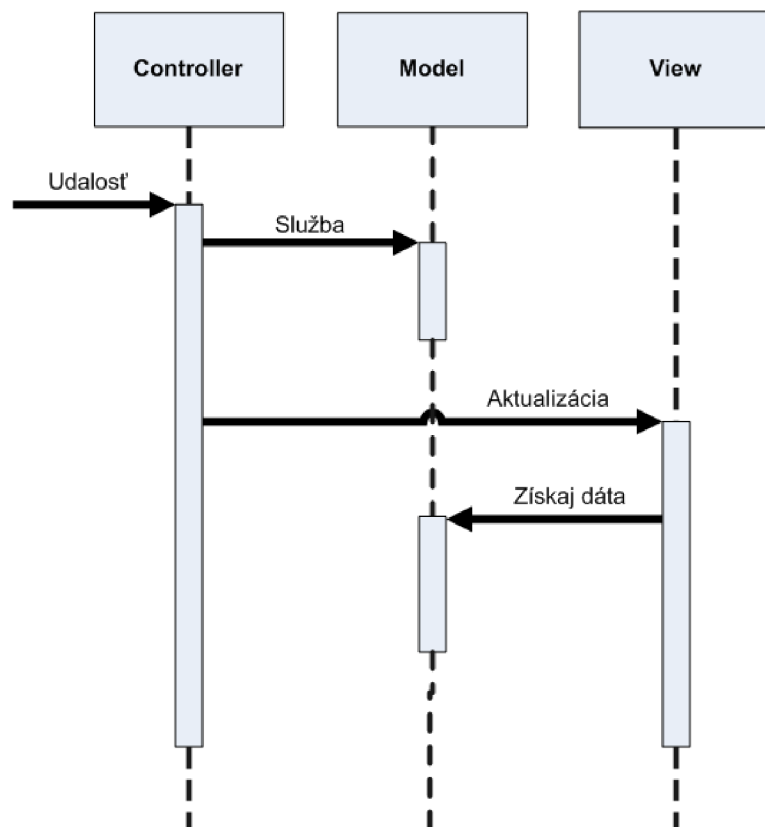 Controller
Model
View
Udalosť
Služba
Aktualizácia
Získaj dáta